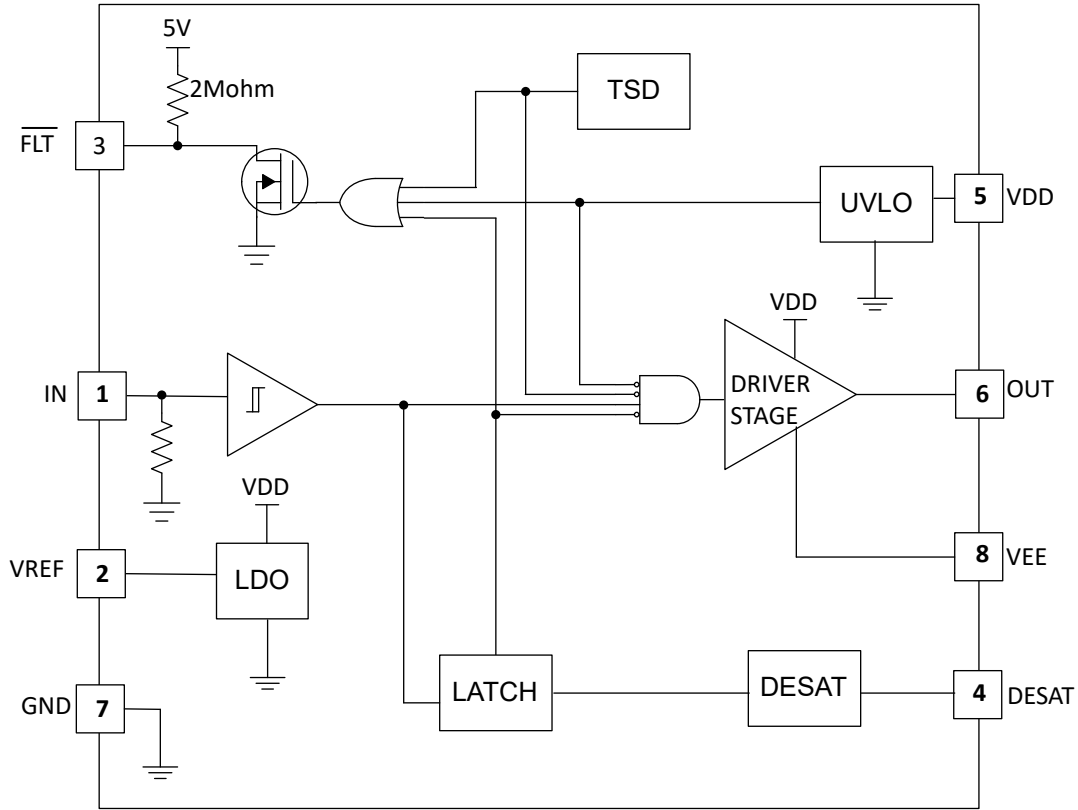 5V
2Mohm
TSD
FLT
3
UVLO
5
VDD
VDD
IN
1
DRIVER
STAGE
6
OUT
VDD
VREF
2
LDO
8
VEE
GND
7
LATCH
DESAT
4
DESAT